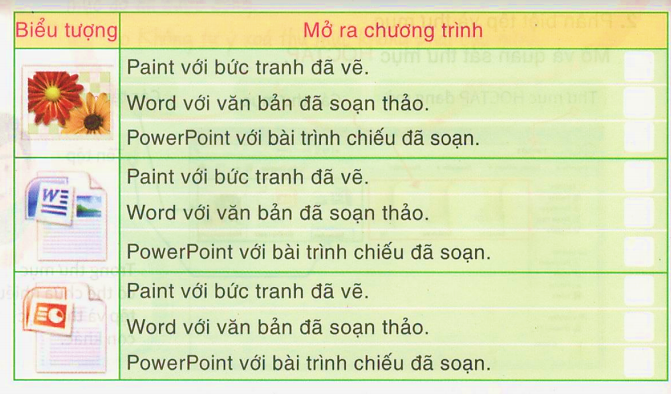 Biểu tượng Mở ra chương trình
Paint với bức tranh đã vẽ.
Word với văn bản đã soạn thảo.
PowerPoint với bài trình chiếu đã soạn.
Paint với bức tranh đã vẽ.
Word với văn bản đã soạn thảo.
PowerPoint với bài trình chiếu đã soạn.
Paint với bức tranh đã vẽ.
Word với văn bản đã soạn thảo.
PowerPoint với bài trình chiếu đã soạn.